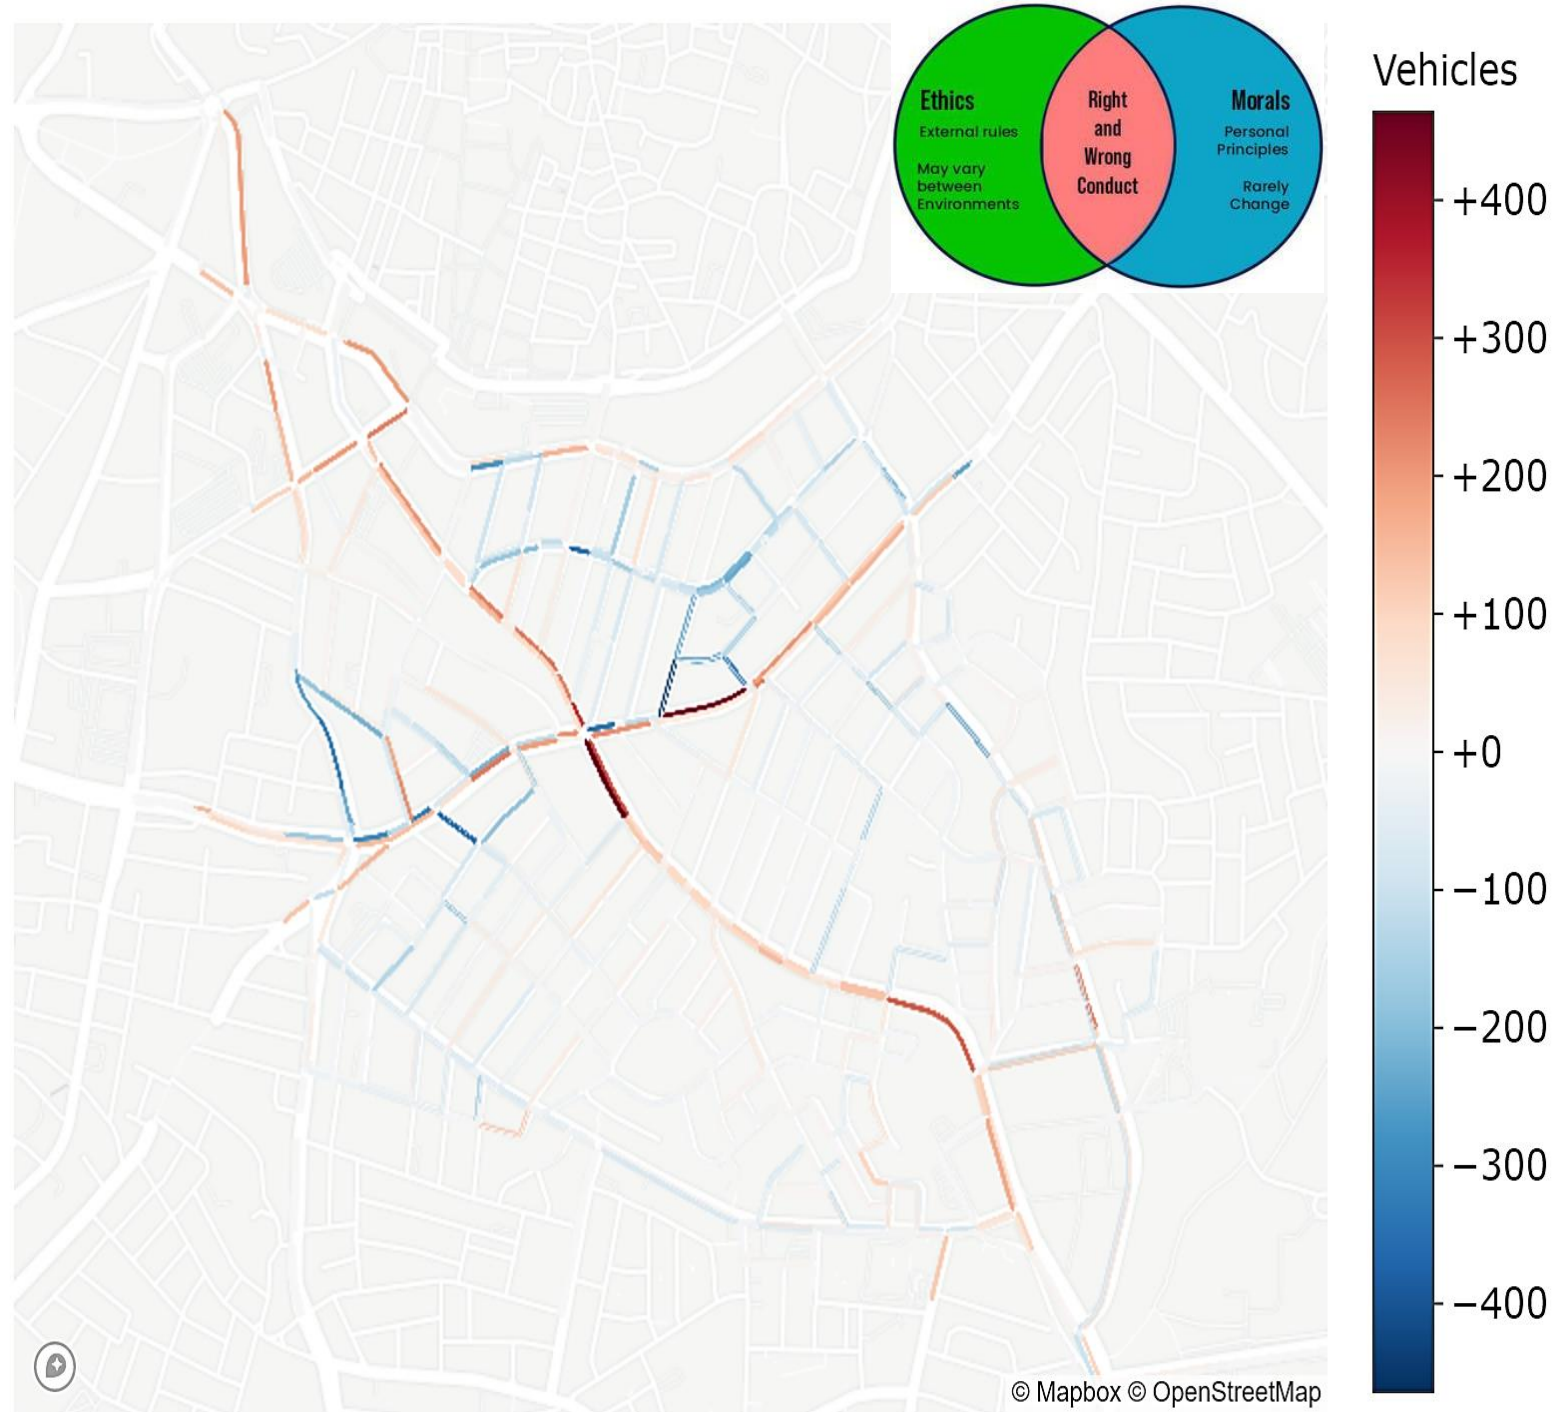 Ethics
External rules
May vary
between
Environments
Right
and
Wrong
Conduct
Morals
Personal
Principles
Rarely
Change
Vehicles
+400
+300
+200
+100
+0
−100
−200
−300
−400
© Mapbox © OpenStreetMap